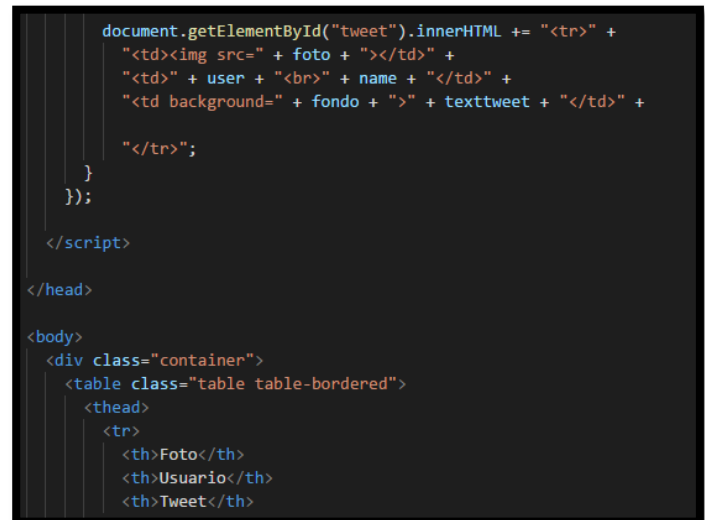 document.getElementById("tweet").innerHTML += "<tr>" +
"<td><img src=" + foto + "></td>" +
"<td>" + user + "<br>" + name + "</td>" +
"<td background=" + fondo + ">" + texttweet + "</td>" +
"</tr>";
}
});
</script>
</head>
<body>
<div class="container">
<table class="table table-bordered">
<thead>
<tr>
<th>Foto</th>
<th>Usuario</th>
<th>Tweet</th>